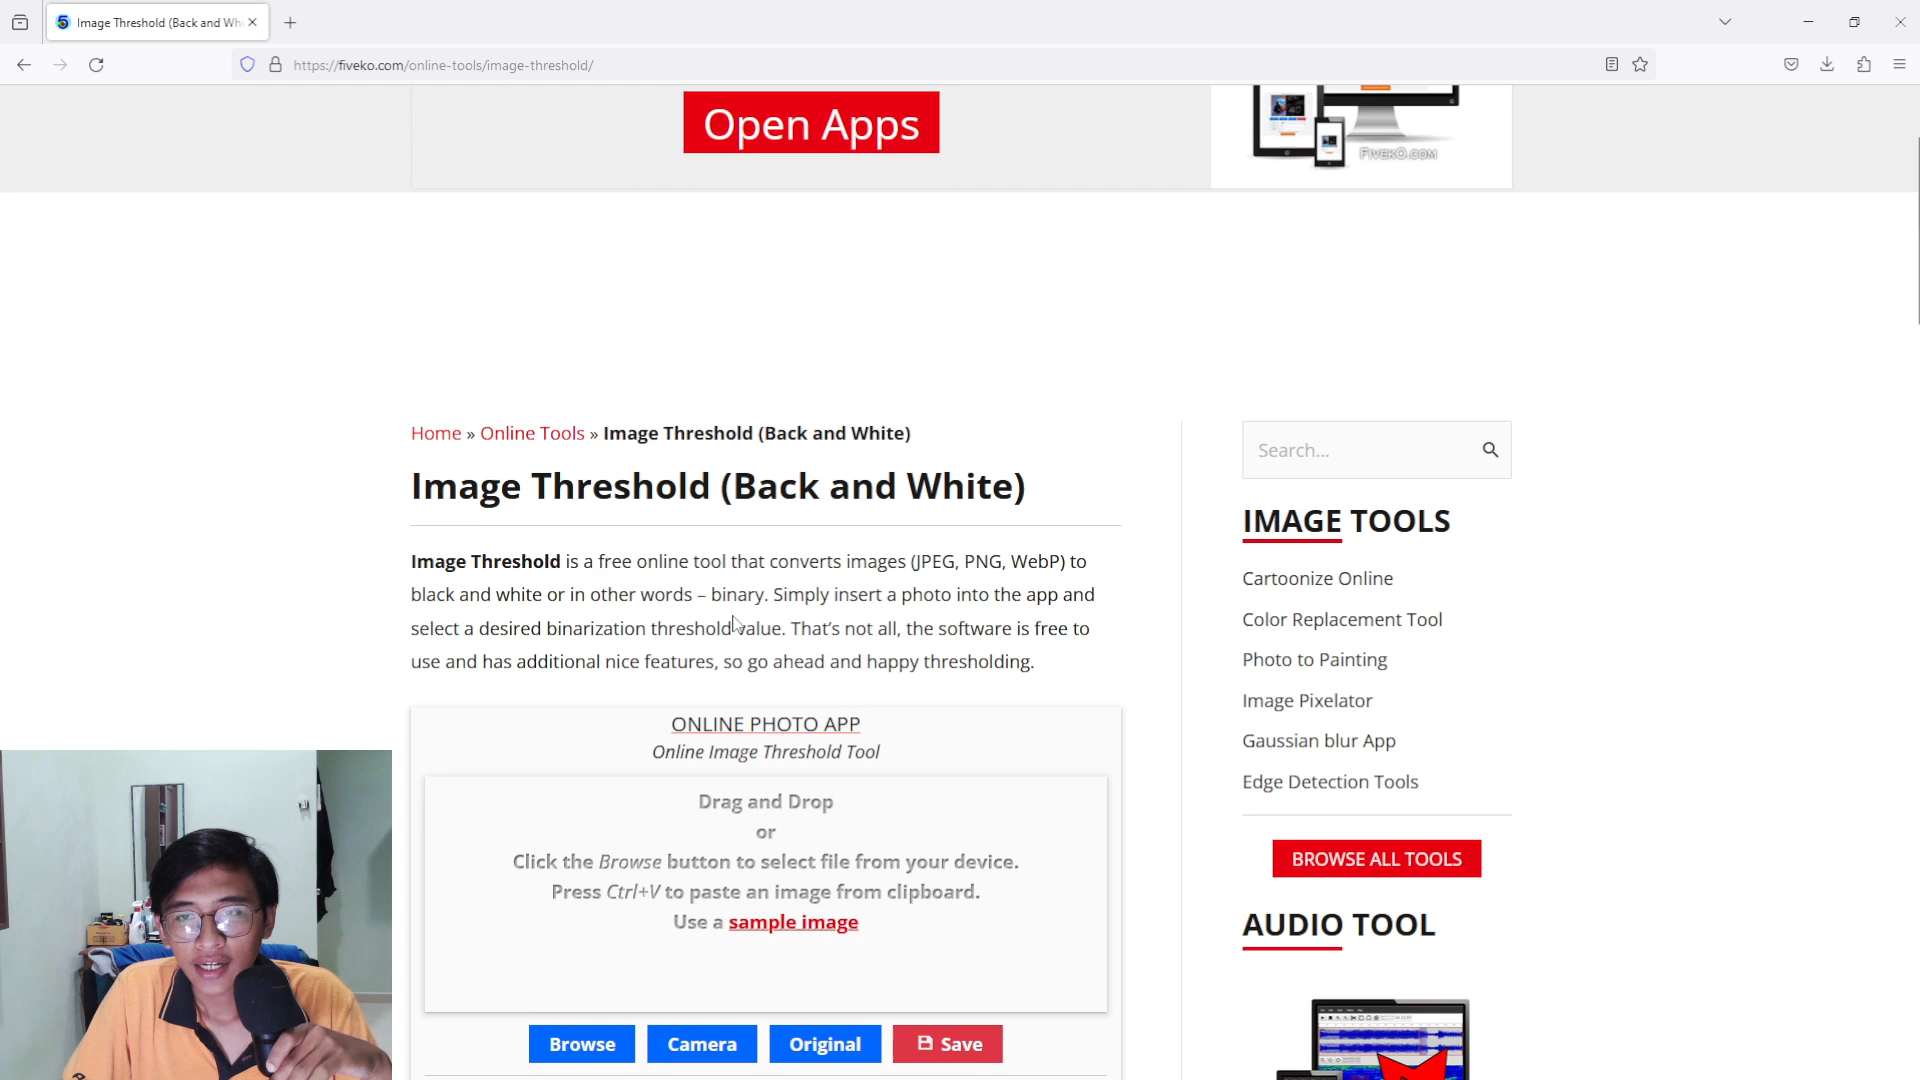 Image Threshold (Back and Wh
https://fiveko.com/online-tools/image-threshold/
Open Apps
FIVEKO.COM
Home » Online Tools » Image Threshold (Back and White)
Image Threshold (Back and White)
Image Threshold is a free online tool that converts images (JPEG, PNG, WebP) to
black and white or in other words – binary. Simply insert a photo into the app and
select a desired binarization threshold value. That's not all, the software is free to
use and has additional nice features, so go ahead and happy thresholding.
ONLINE PHOTO APP
Online Image Threshold Tool
Drag and Drop
or
Click the Browse button to select file from your device.
Press Ctrl+V to paste an image from clipboard.
Use a sample image
Browse
Camera
Original
Save
Search...
IMAGE TOOLS
Cartoonize Online
Color Replacement Tool
Photo to Painting
Image Pixelator
Gaussian blur App
Edge Detection Tools
BROWSE ALL TOOLS
AUDIO TOOL